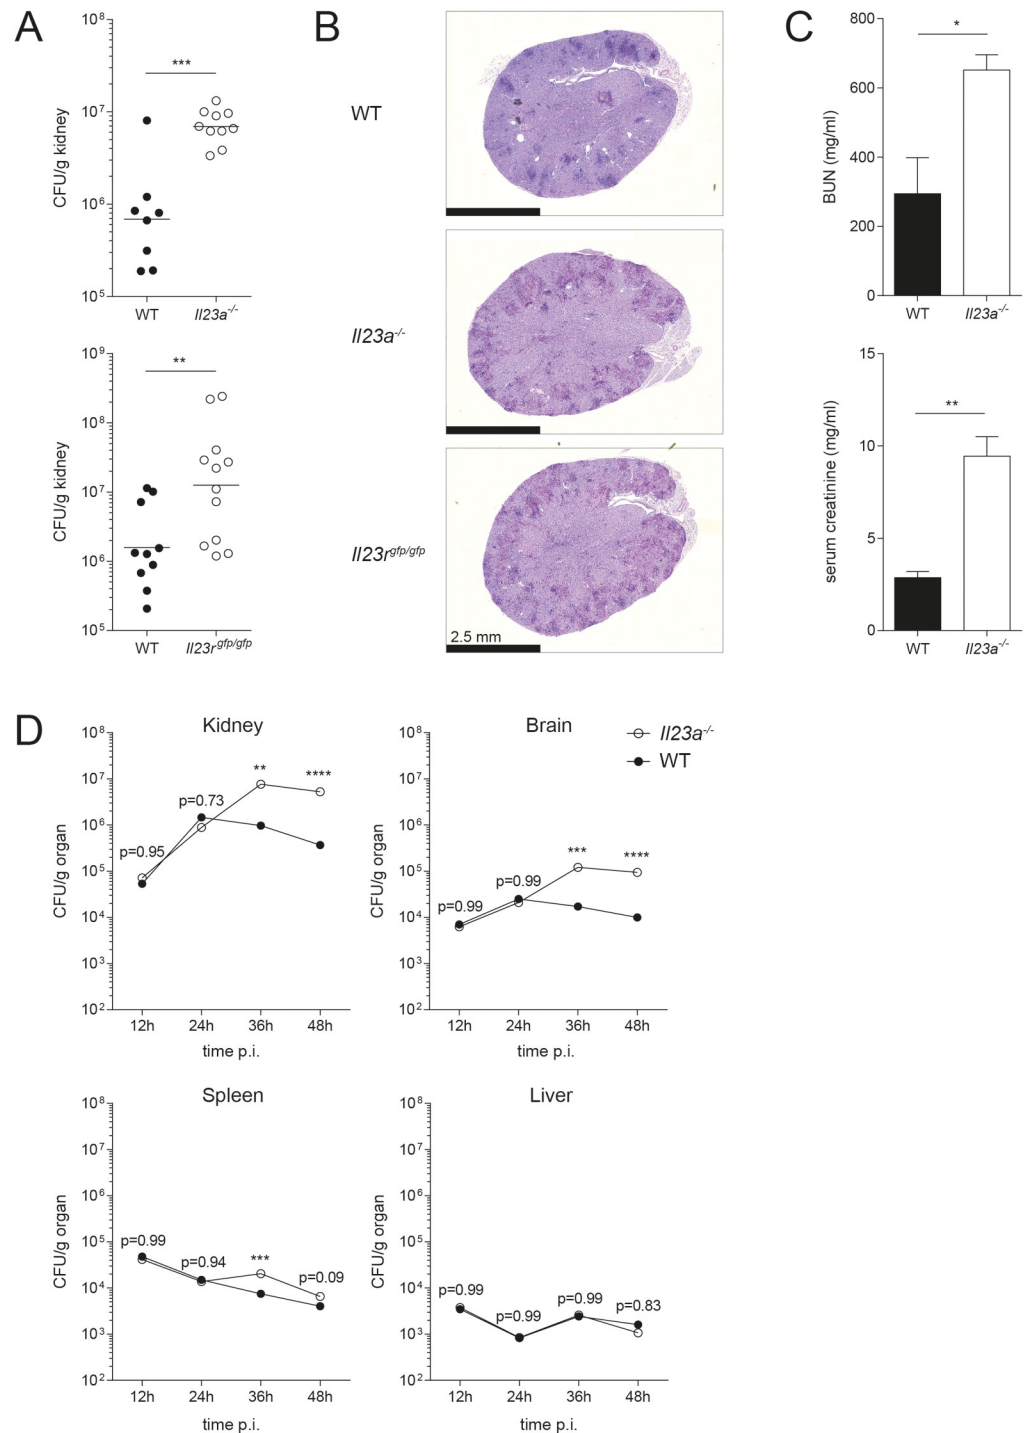 A
10⁸
10⁷
10⁶
10⁵
CFU/g kidney
***
WT
Il23a⁻/⁻
10⁹
10⁸
10⁷
10⁶
10⁵
CFU/g kidney
**
WT
Il23rᵍᶠᵖ/ᵍᶠᵖ
B
WT
Il23a⁻/⁻
Il23rᵍᶠᵖ/ᵍᶠᵖ
2.5 mm
C
800
600
400
200
0
BUN (mg/ml)
*
WT
Il23a⁻/⁻
15
10
5
0
serum creatinine (mg/ml)
**
WT
Il23a⁻/⁻
D
Kidney
10⁸
10⁷
10⁶
10⁵
10⁴
10³
10²
CFU/g organ
p=0.95
p=0.73
**
****
12h 24h 36h 48h
time p.i.
Brain
Il23a⁻/⁻
WT
10⁸
10⁷
10⁶
10⁵
10⁴
10³
10²
CFU/g organ
p=0.99
p=0.99
***
****
12h 24h 36h 48h
time p.i.
Spleen
10⁸
10⁷
10⁶
10⁵
10⁴
10³
10²
CFU/g organ
p=0.99
p=0.94
***
p=0.09
12h 24h 36h 48h
time p.i.
Liver
10⁸
10⁷
10⁶
10⁵
10⁴
10³
10²
CFU/g organ
p=0.99
p=0.99
p=0.99
p=0.83
12h 24h 36h 48h
time p.i.